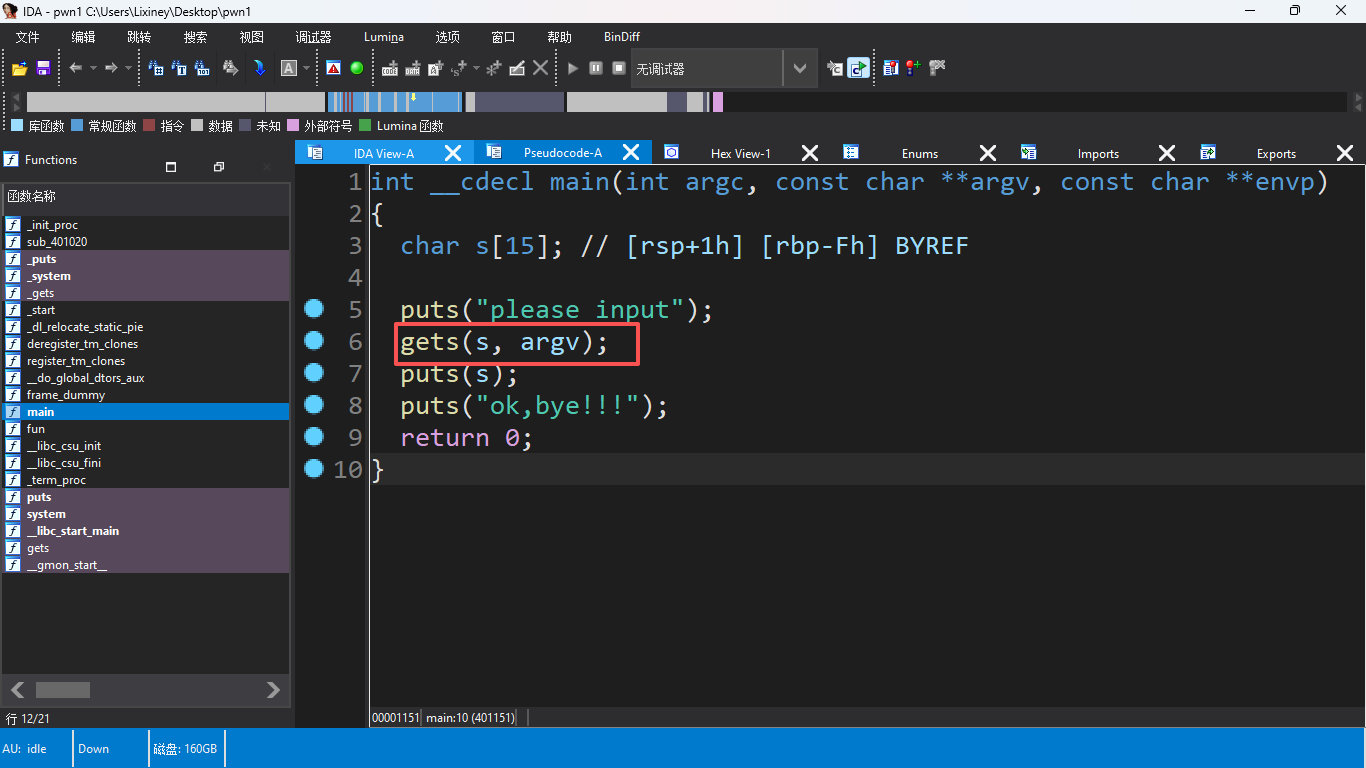 IDA - pwn1 C:\Users\Lixiney\Desktop\pwn1
文件 编辑 跳转 搜索 视图 调试器 Lumina 选项 窗口 帮助 BinDiff
无调试器
库函数 常规函数 指令 数据 未知 外部符号 Lumina 函数
Functions
函数名称
_init_proc
sub_401020
_puts
_system
_gets
_start
_dl_relocate_static_pie
deregister_tm_clones
register_tm_clones
__do_global_dtors_aux
frame_dummy
main
fun
__libc_csu_init
__libc_csu_fini
_term_proc
puts
system
__libc_start_main
gets
__gmon_start__
行 12/21
IDA View-A Pseudocode-A Hex View-1 Enums Imports Exports
1 int __cdecl main(int argc, const char **argv, const char **envp)
2 {
3 char s[15]; // [rsp+1h] [rbp-Fh] BYREF
4
5 puts("please input");
6 gets(s, argv);
7 puts(s);
8 puts("ok,bye!!!");
9 return 0;
10 }
00001151 main:10 (401151)
AU: idle Down 磁盘: 160GB